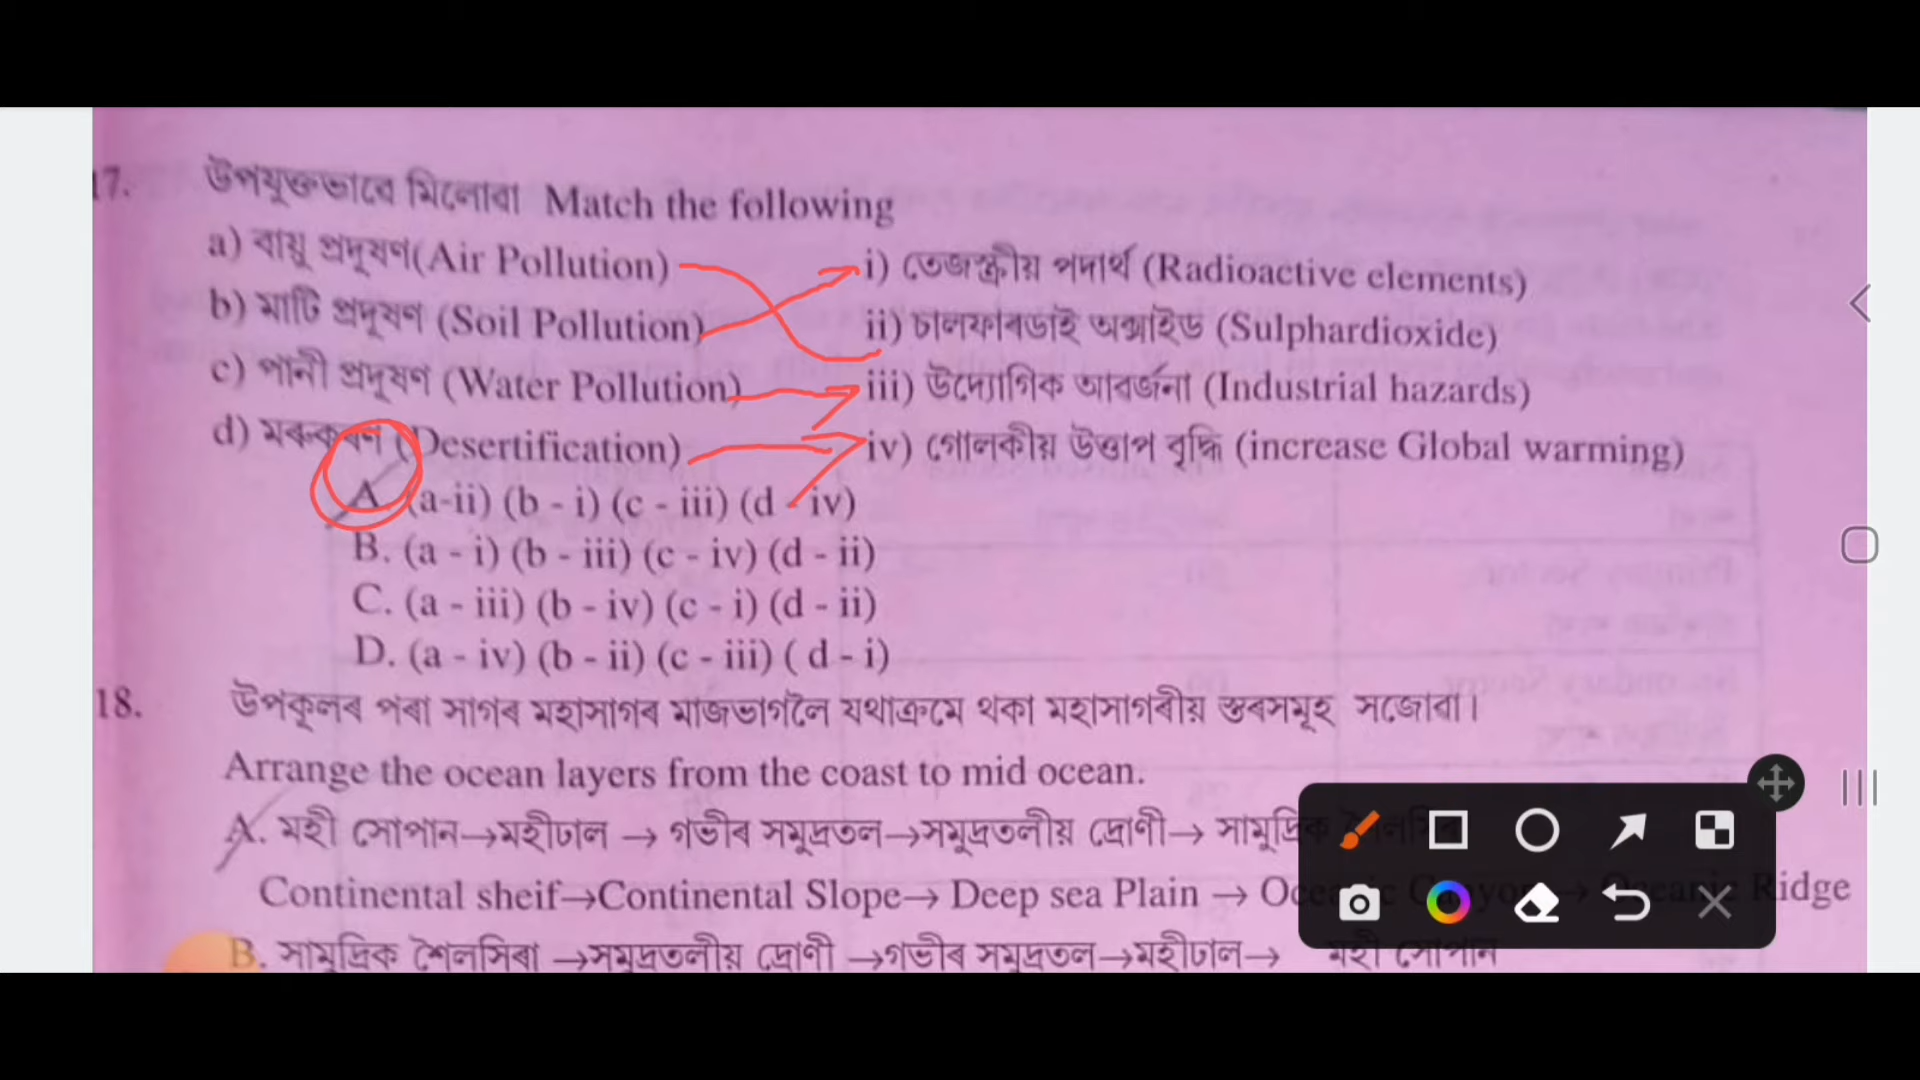 17. উপযুক্তভাবে মিলোৱা Match the following
a) বায়ু প্ৰদূষণ(Air Pollution) i) তেজস্ক্ৰীয় পদাৰ্থ (Radioactive elements)
b) মাটি প্ৰদূষণ (Soil Pollution) ii) চালফাৰডাই অক্সাইড (Sulphardioxide)
c) পানী প্ৰদূষণ (Water Pollution) iii) উদ্যোগিক আৱৰ্জনা (Industrial hazards)
d) মৰুকৰণ (Desertification) iv) গোলকীয় উত্তাপ বৃদ্ধি (increase Global warming)
A. (a-ii) (b - i) (c - iii) (d - iv)
B. (a - i) (b - iii) (c - iv) (d - ii)
C. (a - iii) (b - iv) (c - i) (d - ii)
D. (a - iv) (b - ii) (c - iii) ( d - i)
18. উপকূলৰ পৰা সাগৰ মহাসাগৰ মাজভাগলৈ যথাক্ৰমে থকা মহাসাগৰীয় স্তৰসমূহ সজোৱা।
Arrange the ocean layers from the coast to mid ocean.
A. মহী সোপান→মহীঢাল → গভীৰ সমুদ্ৰতল→সমুদ্ৰতলীয় দ্ৰোণী→ সামুদ্ৰিক
Continental sheif→Continental Slope→ Deep sea Plain → Oceanic Canyon → Oceanic Ridge
B. সামুদ্ৰিক শৈলসিৰা →সমুদ্ৰতলীয় দ্ৰোণী →গভীৰ সমুদ্ৰতল→মহীঢাল→ মহী সোপান